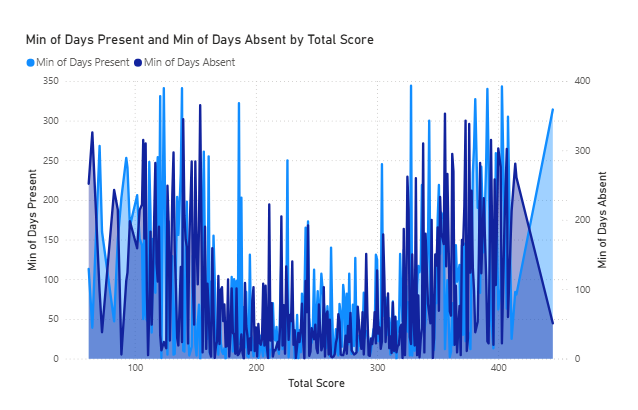 Min of Days Present and Min of Days Absent by Total Score
Min of Days Present Min of Days Absent
350
300
250
200
150
100
50
0
Min of Days Present
400
300
200
100
0
Min of Days Absent
100 200 300 400
Total Score